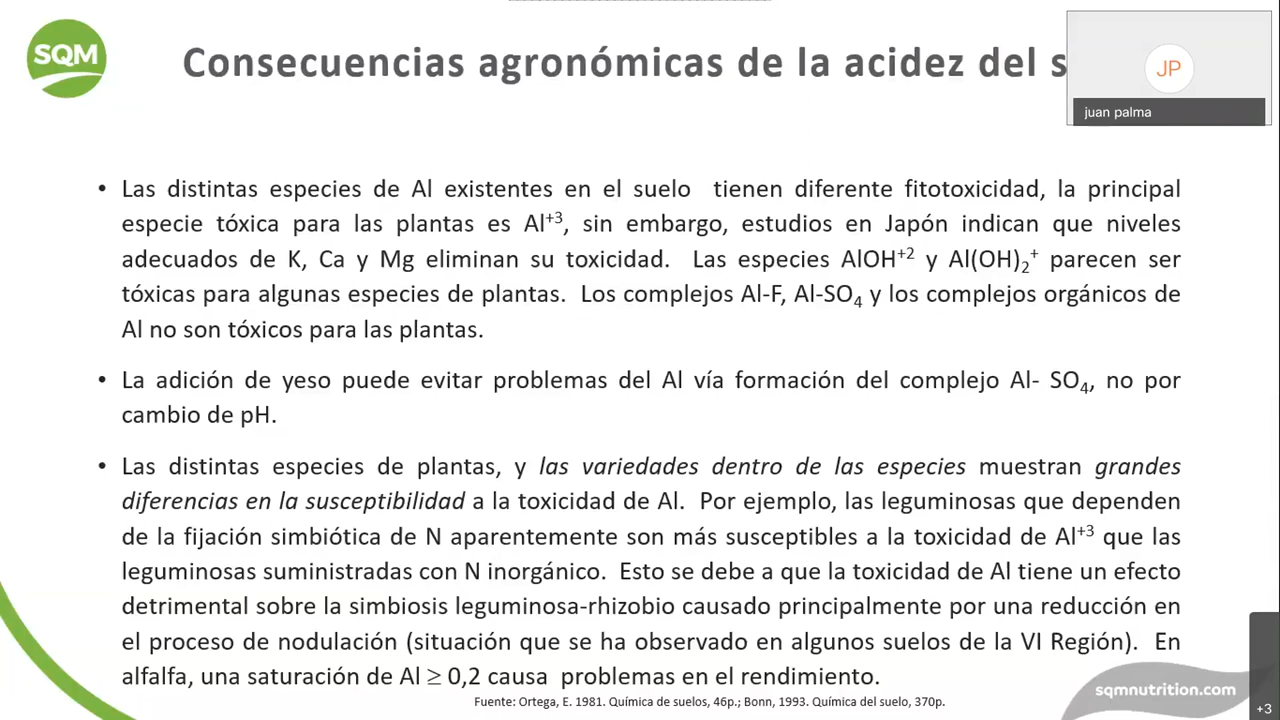 SQM
Consecuencias agronómicas de la acidez del s
JP
juan palma
• Las distintas especies de Al existentes en el suelo tienen diferente fitotoxicidad, la principal
especie tóxica para las plantas es Al⁺³, sin embargo, estudios en Japón indican que niveles
adecuados de K, Ca y Mg eliminan su toxicidad. Las especies AlOH⁺² y Al(OH)₂⁺ parecen ser
tóxicas para algunas especies de plantas. Los complejos Al-F, Al-SO₄ y los complejos orgánicos de
Al no son tóxicos para las plantas.
• La adición de yeso puede evitar problemas del Al vía formación del complejo Al- SO₄, no por
cambio de pH.
• Las distintas especies de plantas, y las variedades dentro de las especies muestran grandes
diferencias en la susceptibilidad a la toxicidad de Al. Por ejemplo, las leguminosas que dependen
de la fijación simbiótica de N aparentemente son más susceptibles a la toxicidad de Al⁺³ que las
leguminosas suministradas con N inorgánico. Esto se debe a que la toxicidad de Al tiene un efecto
detrimental sobre la simbiosis leguminosa-rhizobio causado principalmente por una reducción en
el proceso de nodulación (situación que se ha observado en algunos suelos de la VI Región). En
alfalfa, una saturación de Al ≥ 0,2 causa problemas en el rendimiento.
Fuente: Ortega, E. 1981. Química de suelos, 46p.; Bonn, 1993. Química del suelo, 370p.
sqmnutrition.com
+3